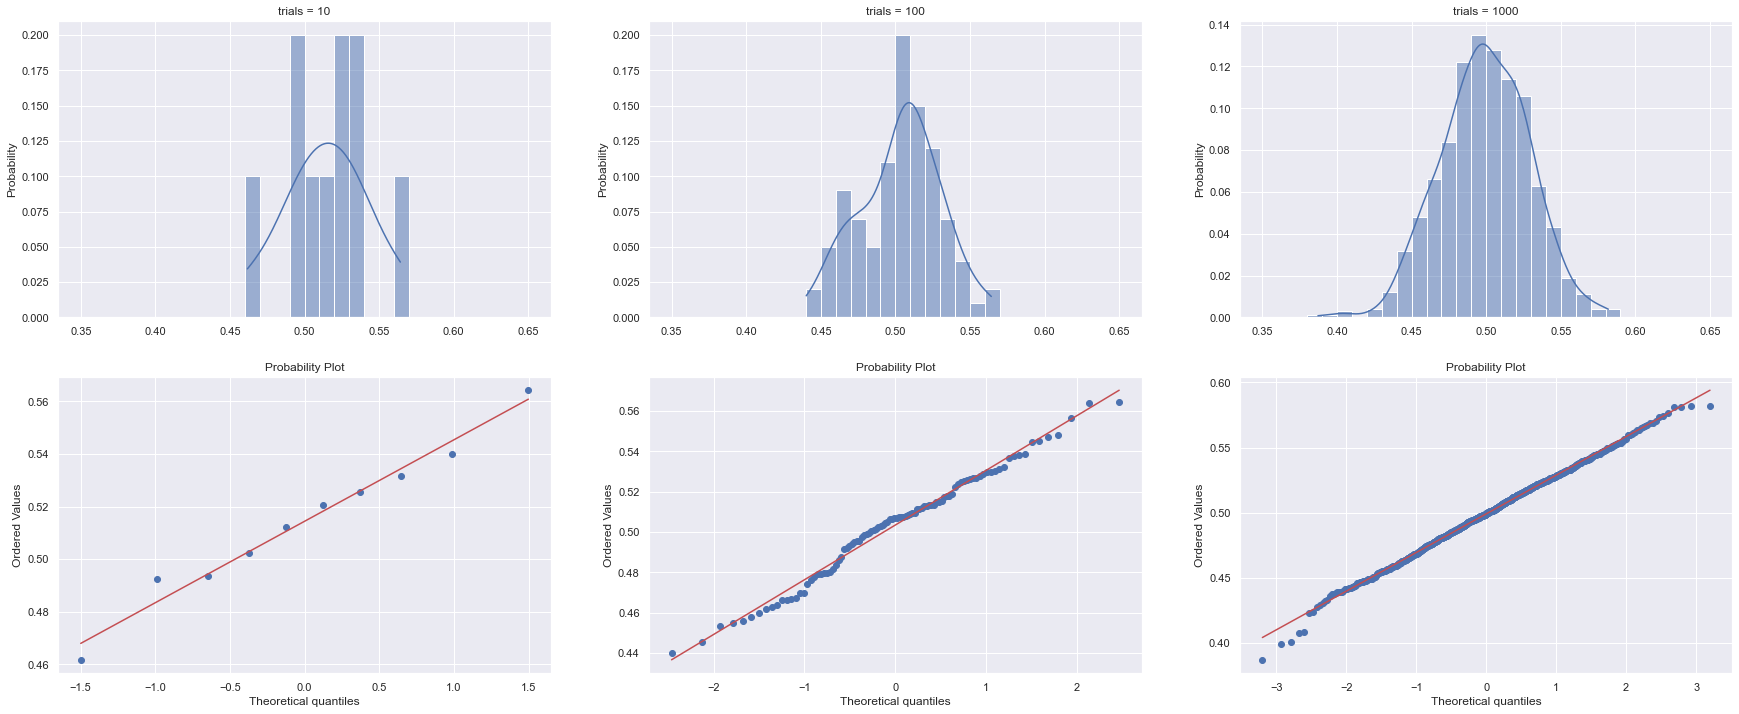 trials = 10
Probability
0.200
0.175
0.150
0.125
0.100
0.075
0.050
0.025
0.000
0.35 0.40 0.45 0.50 0.55 0.60 0.65
trials = 100
Probability
0.200
0.175
0.150
0.125
0.100
0.075
0.050
0.025
0.000
0.35 0.40 0.45 0.50 0.55 0.60 0.65
trials = 1000
Probability
0.14
0.12
0.10
0.08
0.06
0.04
0.02
0.00
0.35 0.40 0.45 0.50 0.55 0.60 0.65
Probability Plot
Ordered Values
0.56
0.54
0.52
0.50
0.48
0.46
−1.5 −1.0 −0.5 0.0 0.5 1.0 1.5
Theoretical quantiles
Probability Plot
Ordered Values
0.56
0.54
0.52
0.50
0.48
0.46
0.44
−2 −1 0 1 2
Theoretical quantiles
Probability Plot
Ordered Values
0.60
0.55
0.50
0.45
0.40
−3 −2 −1 0 1 2 3
Theoretical quantiles